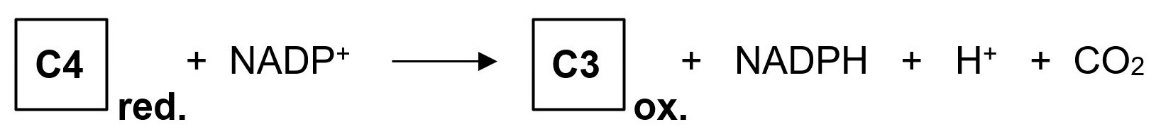 C4 red. + NADP⁺ ⟶ C3 ox. + NADPH + H⁺ + CO₂